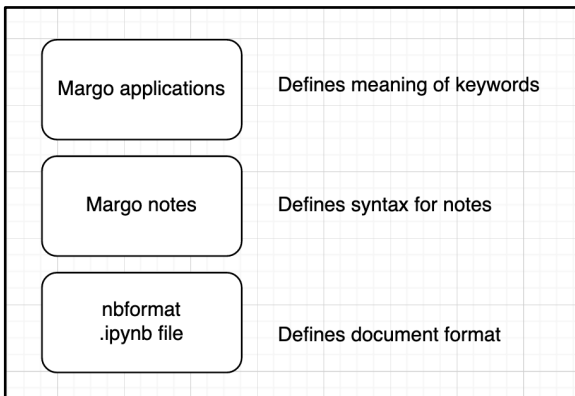 Margo applications
Defines meaning of keywords
Margo notes
Defines syntax for notes
nbformat
.ipynb file
Defines document format